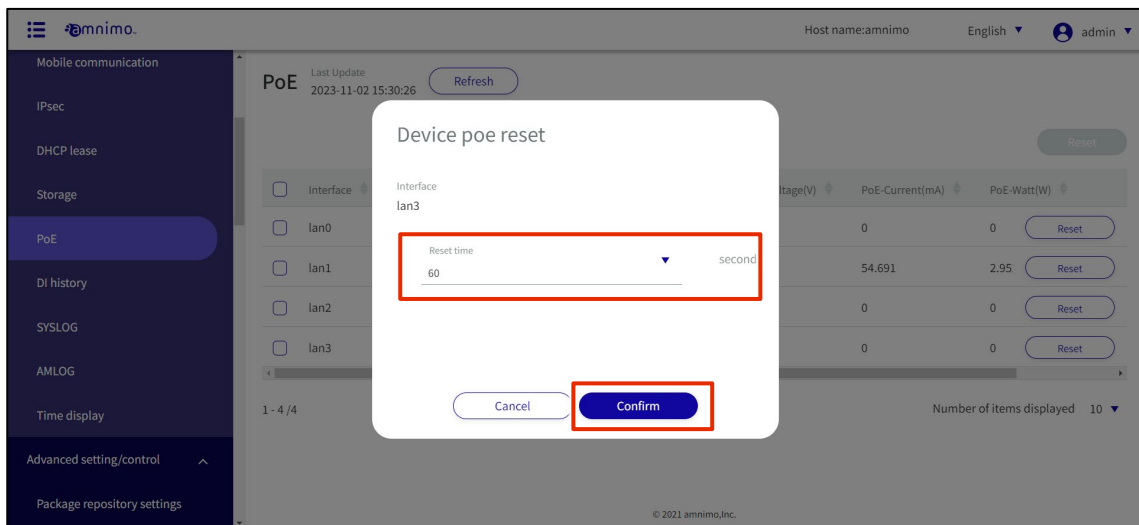 amnimo
Host name:amnimo
English
admin
Mobile communication
IPsec
DHCP lease
Storage
PoE
DI history
SYSLOG
AMLOG
Time display
Advanced setting/control
Package repository settings
PoE
Last Update
2023-11-02 15:30:26
Refresh
Reset
Interface
ltage(V)
PoE-Current(mA)
PoE-Watt(W)
lan0
0
0
Reset
lan1
54.691
2.95
Reset
lan2
0
0
Reset
lan3
0
0
Reset
1 - 4 /4
Number of items displayed 10
Device poe reset
Interface
lan3
Reset time
60
second
Cancel
Confirm
© 2021 amnimo,Inc.